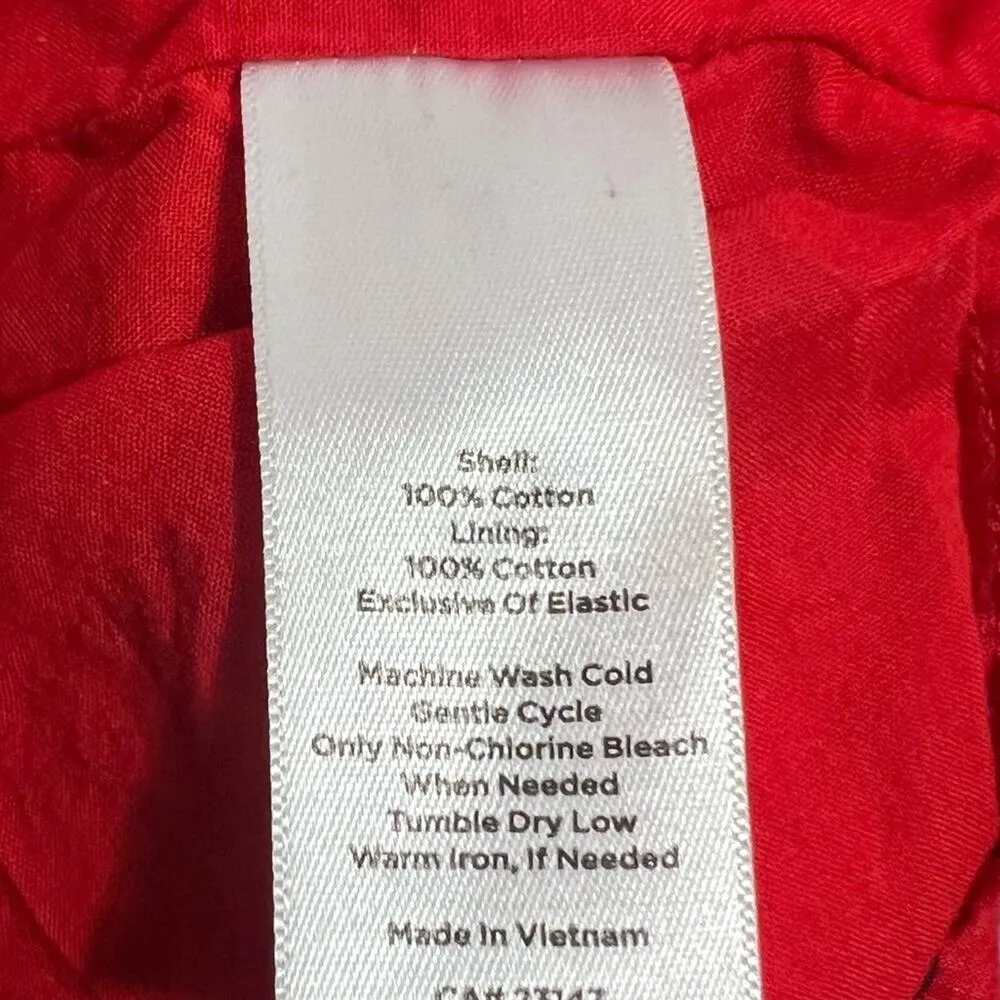 Shell:
100% Cotton
Lining:
100% Cotton
Exclusive Of Elastic
Machine Wash Cold
Gentle Cycle
Only Non-Chlorine Bleach
When Needed
Tumble Dry Low
Warm Iron, If Needed
Made In Vietnam
CA#